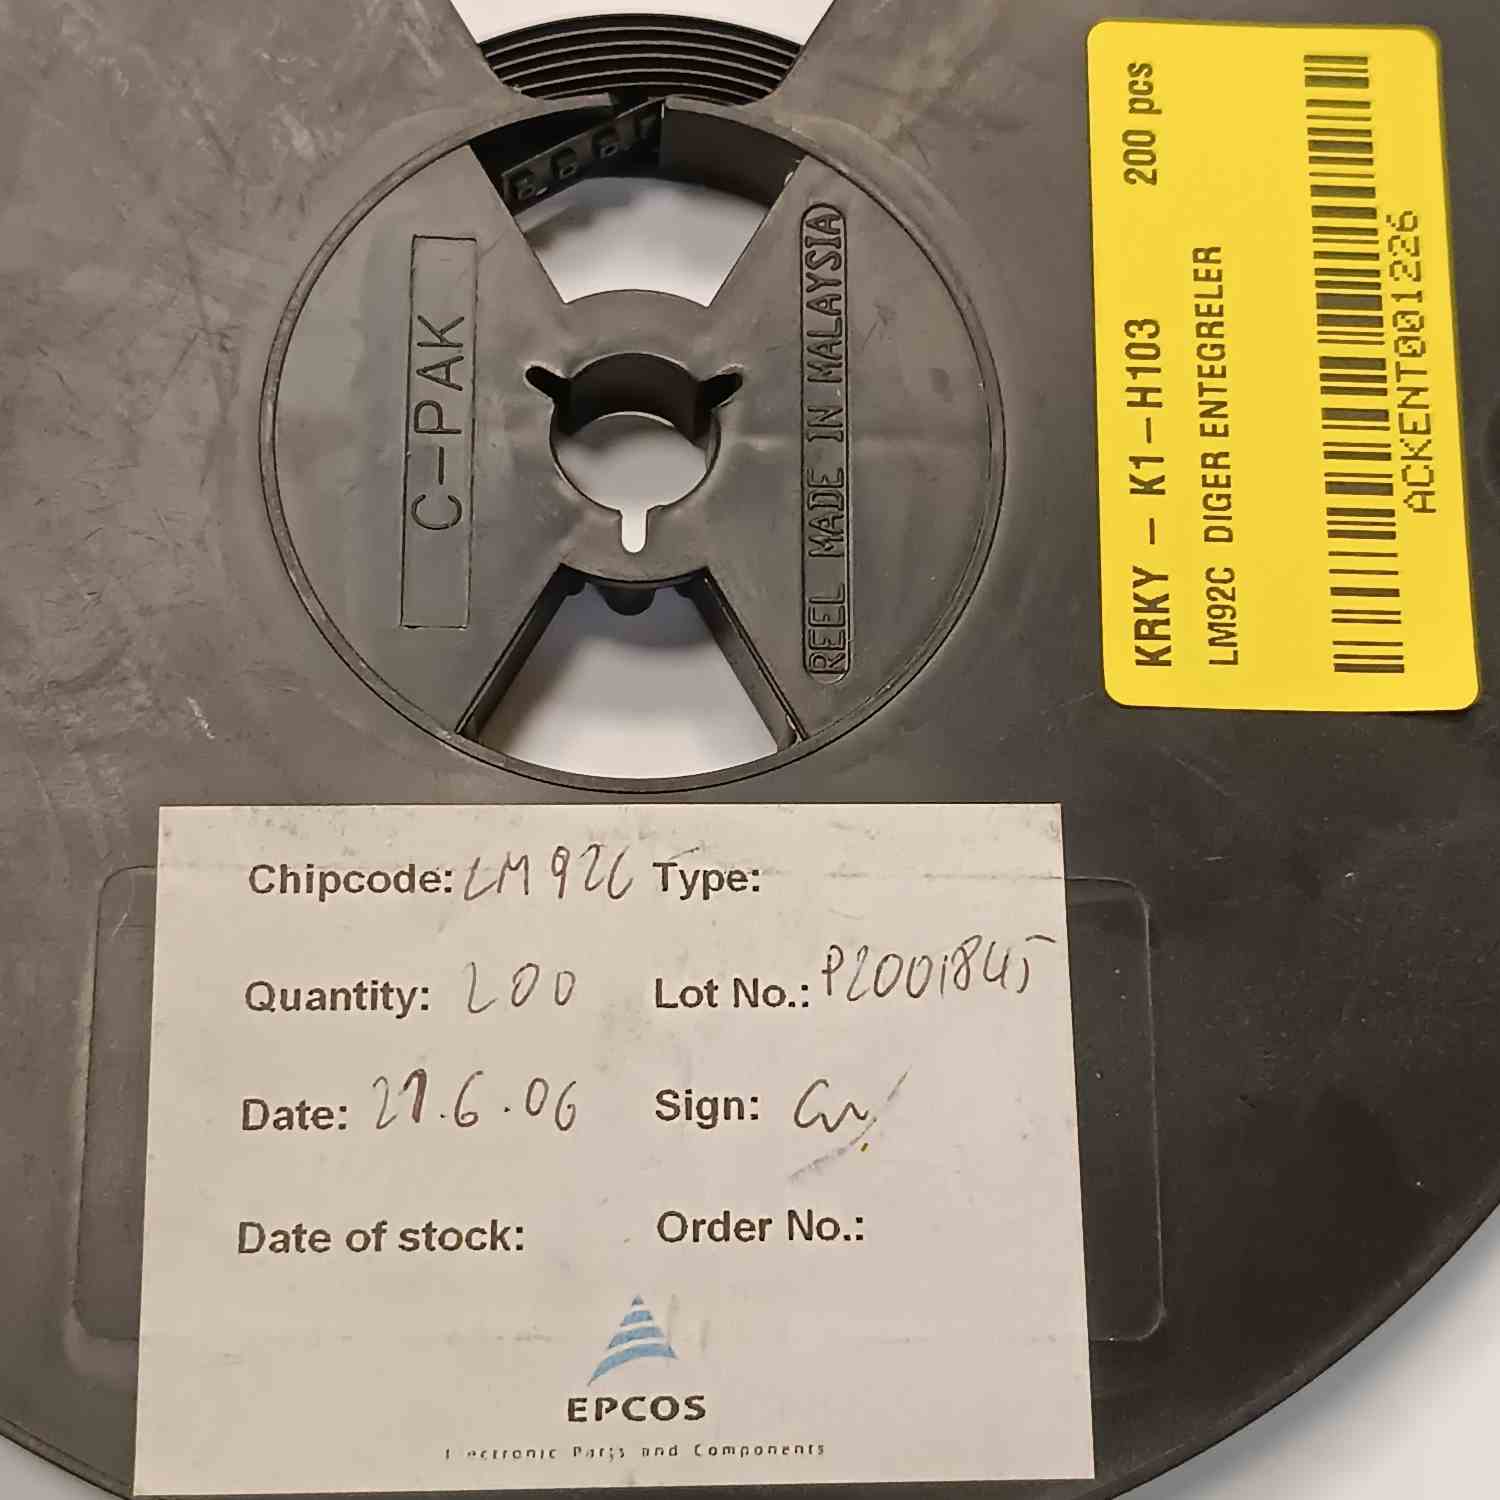 C-PAK
REEL MADE IN MALAYSIA
KRKY - K1-H103 200 pcs
LM92C DIGER ENTEGRELER
ACKENT001226
Chipcode: LM92C Type:
Quantity: 200 Lot No.: P2001845
Date: 27.6.06 Sign:
Date of stock: Order No.:
EPCOS
Electronic Parts and Components